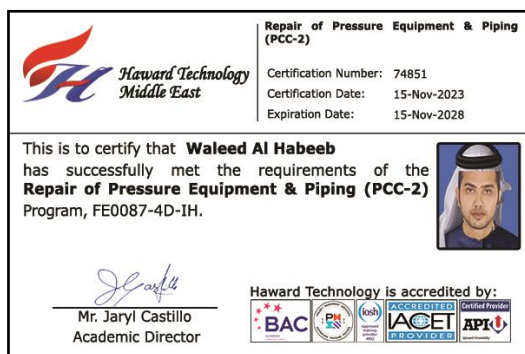 Haward Technology
Middle East
Repair of Pressure Equipment & Piping
(PCC-2)
Certification Number: 74851
Certification Date: 15-Nov-2023
Expiration Date: 15-Nov-2028
This is to certify that Waleed Al Habeeb
has successfully met the requirements of the
Repair of Pressure Equipment & Piping (PCC-2)
Program, FE0087-4D-IH.
Mr. Jaryl Castillo
Academic Director
Haward Technology is accredited by:
BAC
iosh
ACCREDITED
IACET
PROVIDER
Certified Provider
API